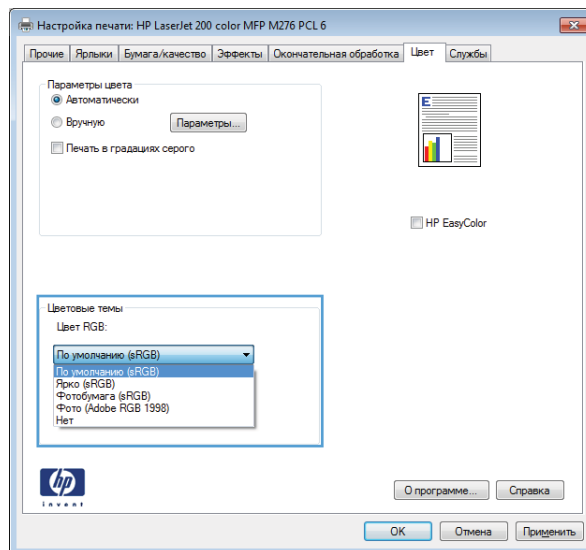 Настройка печати: HP LaserJet 200 color MFP M276 PCL 6
Прочие Ярлыки Бумага/качество Эффекты Окончательная обработка Цвет Службы
Параметры цвета
Автоматически
Вручную Параметры...
Печать в градациях серого
E
HP EasyColor
Цветовые темы
Цвет RGB:
По умолчанию (sRGB)
По умолчанию (sRGB)
Ярко (sRGB)
Фотобумага (sRGB)
Фото (Adobe RGB 1998)
Нет
hp
invent
О программе... Справка
OK Отмена Применить